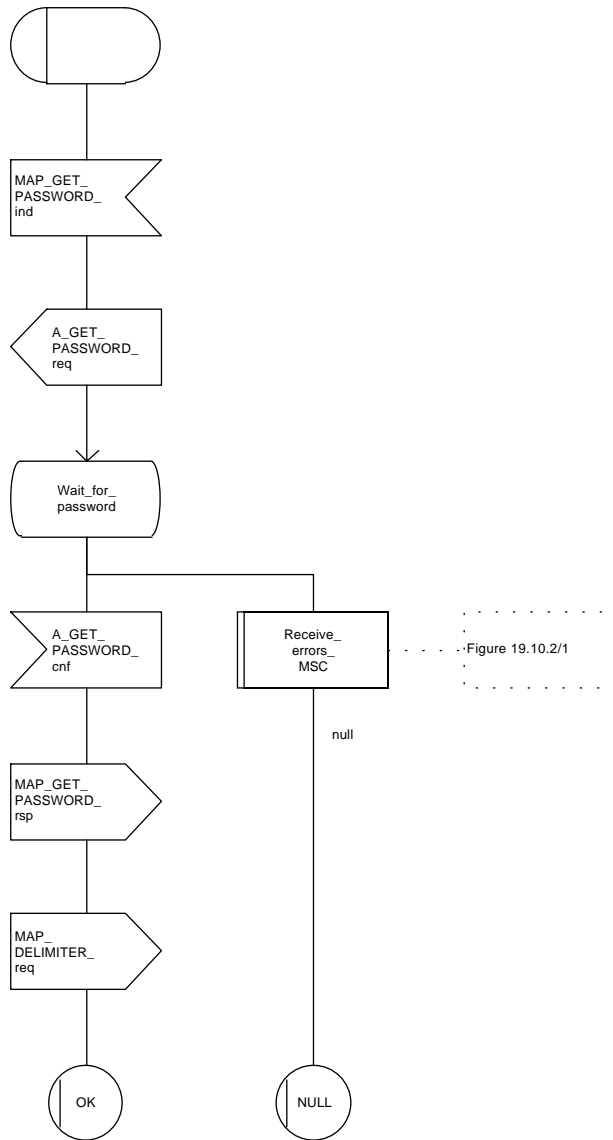 MAP_GET_
PASSWORD_
ind
A_GET_
PASSWORD_
req
Wait_for_
password
A_GET_
PASSWORD_
cnf
Receive_
errors_
MSC
Figure 19.10.2/1
null
MAP_GET_
PASSWORD_
rsp
MAP_
DELIMITER_
req
OK
NULL